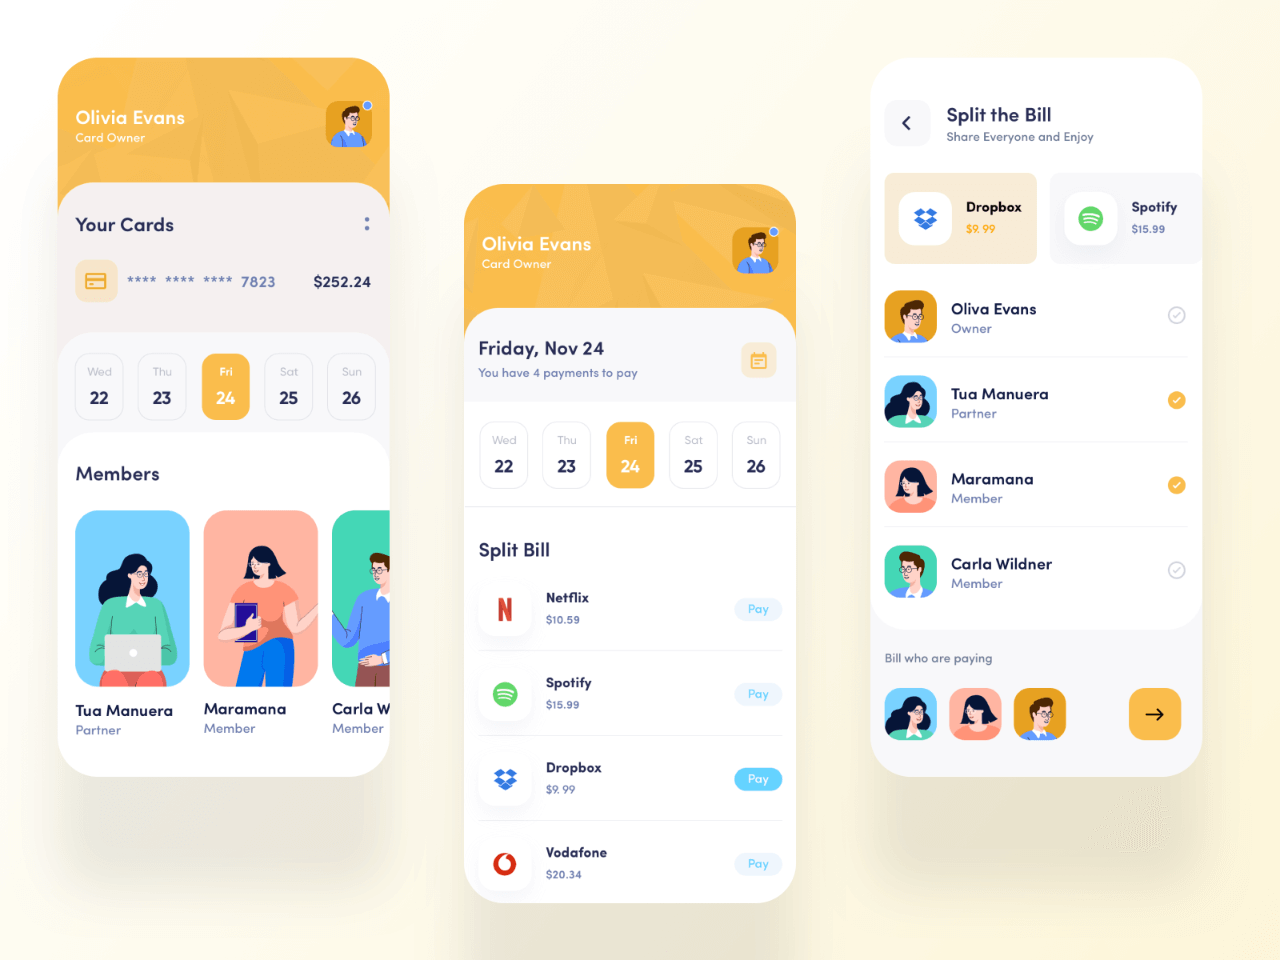 Olivia Evans
Card Owner
Your Cards
**** **** **** 7823 $252.24
Wed Thu Fri Sat Sun
22 23 24 25 26
Members
Tua Manuera Maramana Carla W
Partner Member Member
Olivia Evans
Card Owner
Friday, Nov 24
You have 4 payments to pay
Wed Thu Fri Sat Sun
22 23 24 25 26
Split Bill
Netflix
$10.59
Pay
Spotify
$15.99
Pay
Dropbox
$9. 99
Pay
Vodafone
$20.34
Pay
Split the Bill
Share Everyone and Enjoy
Dropbox Spotify
$9. 99 $15.99
Oliva Evans
Owner
Tua Manuera
Partner
Maramana
Member
Carla Wildner
Member
Bill who are paying